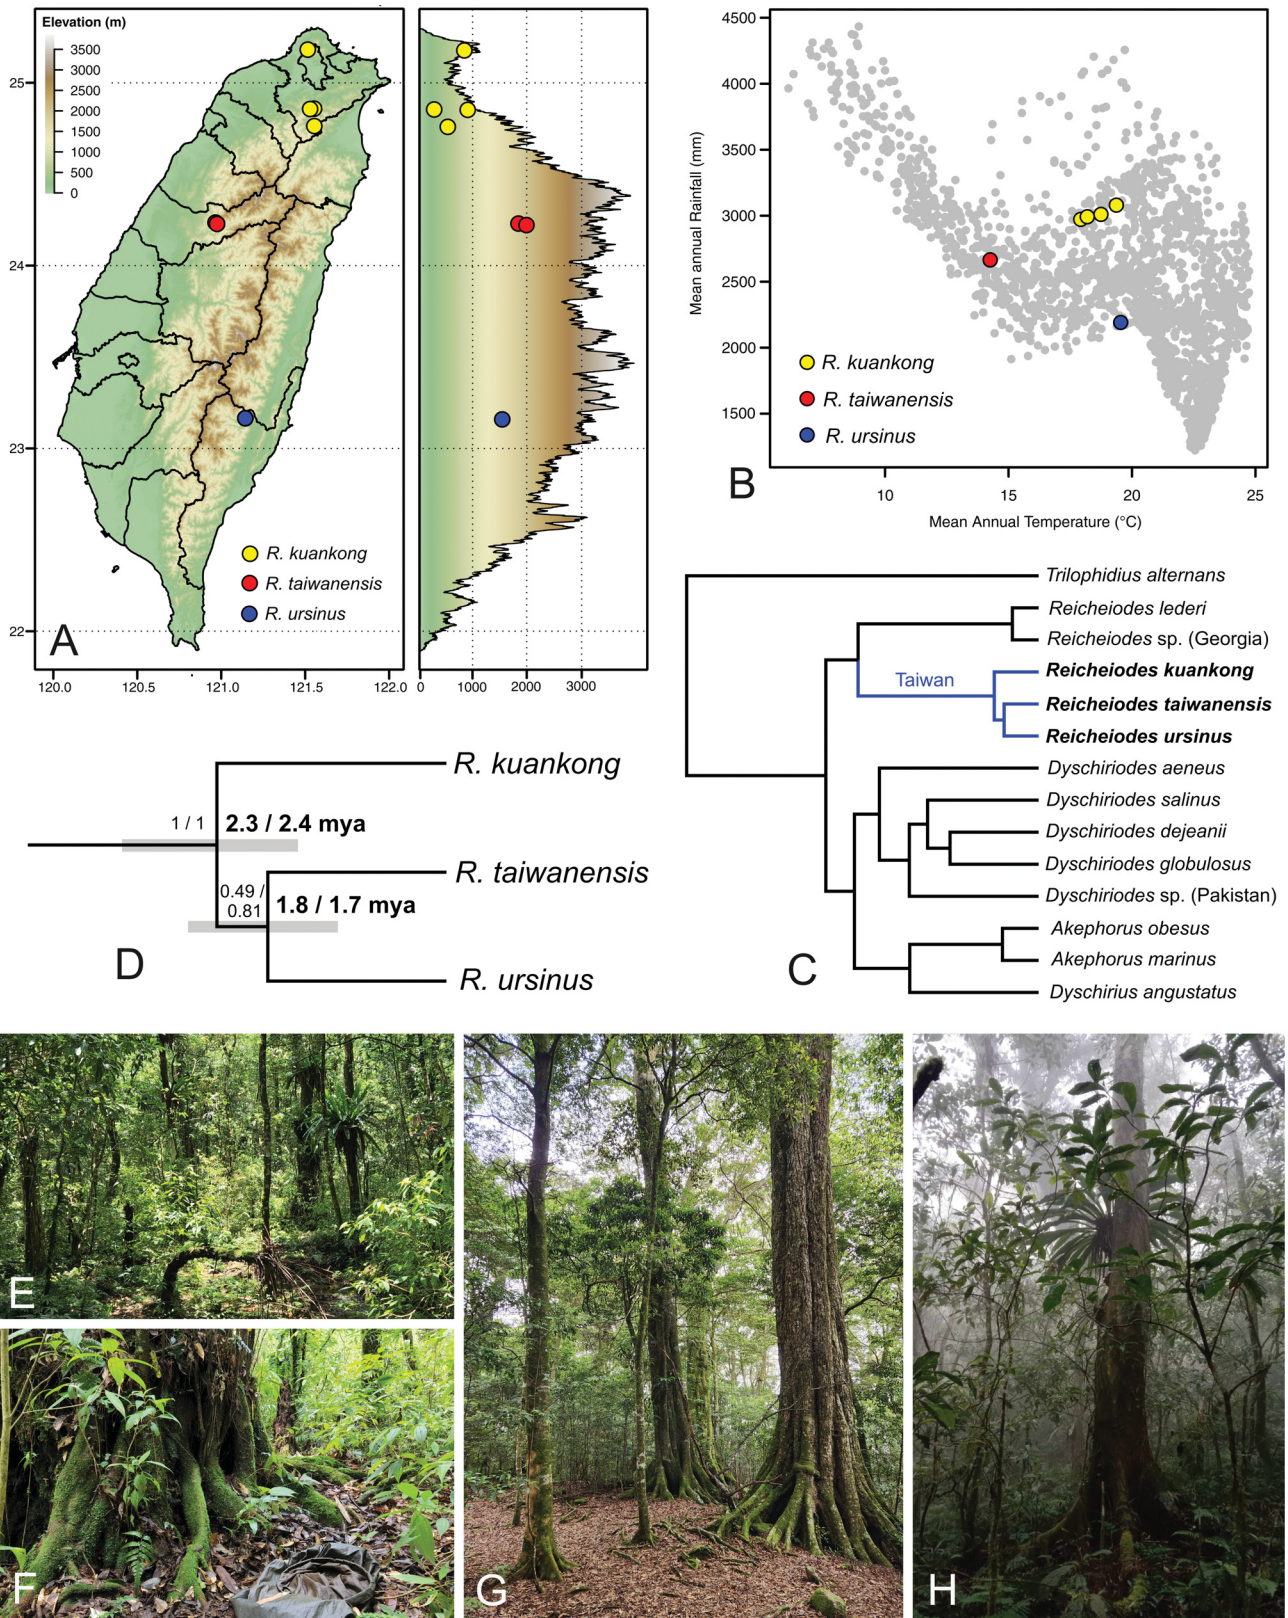 Elevation (m)
3500
3000
2500
2000
1500
1000
500
0
25
24
23
22
R. kuankong
R. taiwanensis
R. ursinus
A
120.0 120.5 121.0 121.5 122.0
0 1000 2000 3000
4500
4000
3500
3000
2500
2000
1500
Mean annual Rainfall (mm)
R. kuankong
R. taiwanensis
R. ursinus
B
10 15 20 25
Mean Annual Temperature (°C)
Trilophidius alternans
Reicheiodes lederi
Reicheiodes sp. (Georgia)
Taiwan
Reicheiodes kuankong
Reicheiodes taiwanensis
Reicheiodes ursinus
Dyschiriodes aeneus
Dyschiriodes salinus
Dyschiriodes dejeanii
Dyschiriodes globulosus
Dyschiriodes sp. (Pakistan)
Akephorus obesus
Akephorus marinus
Dyschirius angustatus
C
R. kuankong
1 / 1
2.3 / 2.4 mya
R. taiwanensis
0.49 /
0.81
1.8 / 1.7 mya
R. ursinus
D
E
F
G
H